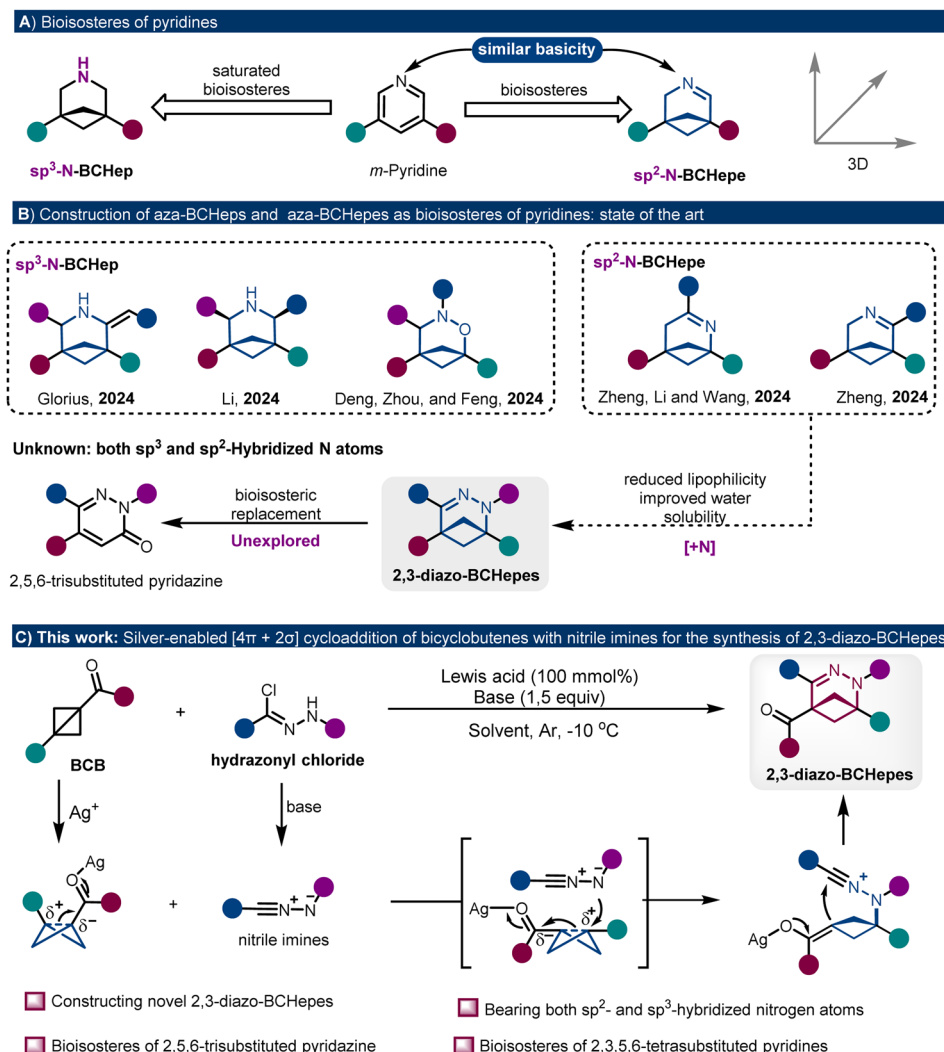 A) Bioisosteres of pyridines
similar basicity
H
N
saturated
bioisosteres
N
bioisosteres
N
sp³-N-BCHep
m-Pyridine
sp²-N-BCHepe
3D
B) Construction of aza-BCHeps and aza-BCHepes as bioisosteres of pyridines: state of the art
sp³-N-BCHep
H
N
H
N
N
O
Glorius, 2024
Li, 2024
Deng, Zhou, and Feng, 2024
sp²-N-BCHepe
N
N
Zheng, Li and Wang, 2024
Zheng, 2024
Unknown: both sp³ and sp²-Hybridized N atoms
N
N
O
2,5,6-trisubstituted pyridazine
bioisosteric
replacement
Unexplored
N
N
2,3-diazo-BCHepes
reduced lipophilicity
improved water
solubility
[+N]
C) This work: Silver-enabled [4π + 2σ] cycloaddition of bicyclobutenes with nitrile imines for the synthesis of 2,3-diazo-BCHepes
O
BCB
+
Cl
H
N
N
hydrazonyl chloride
Lewis acid (100 mmol%)
Base (1,5 equiv)
Solvent, Ar, -10 °C
N
N
O
2,3-diazo-BCHepes
Ag⁺
base
Ag
O
δ⁺
δ⁻
+
N
+
N
−
nitrile imines
N
+
N
−
Ag
O
δ⁻
δ⁺
N
+
N
Ag
O
Constructing novel 2,3-diazo-BCHepes
Bearing both sp²- and sp³-hybridized nitrogen atoms
Bioisosteres of 2,5,6-trisubstituted pyridazine
Bioisosteres of 2,3,5,6-tetrasubstituted pyridines